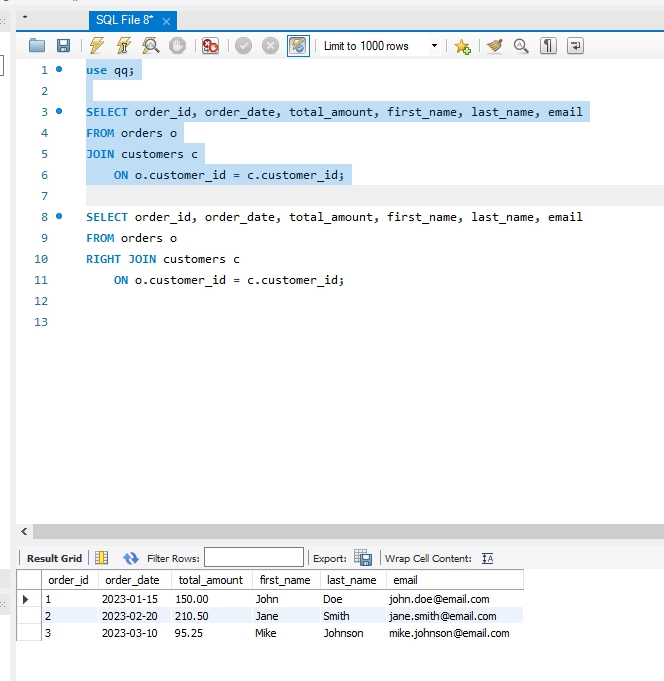 SQL File 8*
Limit to 1000 rows
1 use qq;
2
3 SELECT order_id, order_date, total_amount, first_name, last_name, email
4 FROM orders o
5 JOIN customers c
6 ON o.customer_id = c.customer_id;
7
8 SELECT order_id, order_date, total_amount, first_name, last_name, email
9 FROM orders o
10 RIGHT JOIN customers c
11 ON o.customer_id = c.customer_id;
12
13
Result Grid Filter Rows: Export: Wrap Cell Content: IA
order_id order_date total_amount first_name last_name email
1 2023-01-15 150.00 John Doe john.doe@email.com
2 2023-02-20 210.50 Jane Smith jane.smith@email.com
3 2023-03-10 95.25 Mike Johnson mike.johnson@email.com